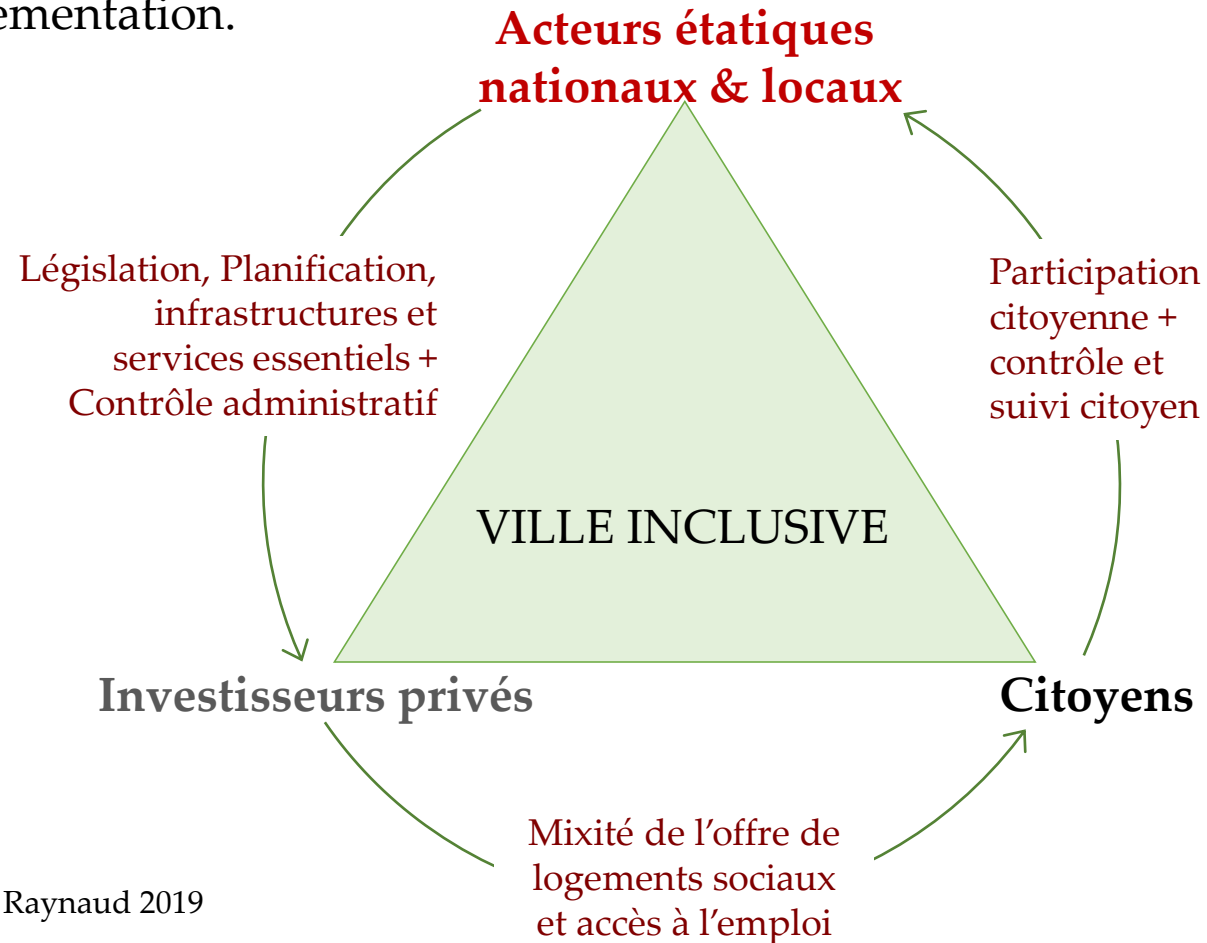 ementation.
Acteurs étatiques
nationaux & locaux
Législation, Planification,
infrastructures et
services essentiels +
Contrôle administratif
Participation
citoyenne +
contrôle et
suivi citoyen
VILLE INCLUSIVE
Investisseurs privés
Citoyens
Mixité de l’offre de
logements sociaux
et accès à l’emploi
Raynaud 2019